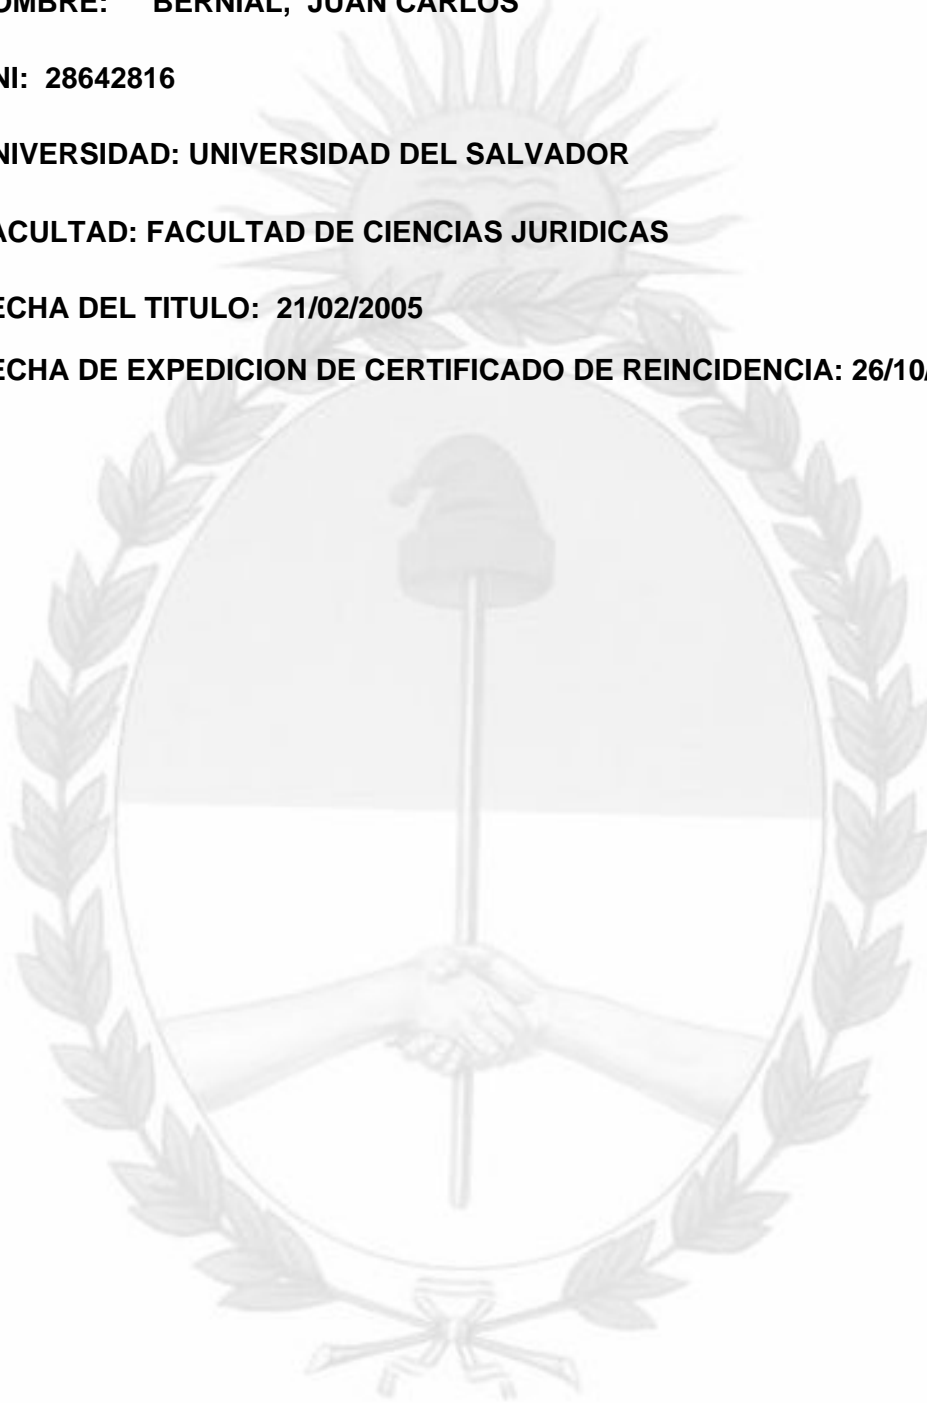 OMBRE: BERNIAL, JUAN CARLOS
NI: 28642816
NIVERSIDAD: UNIVERSIDAD DEL SALVADOR
ACULTAD: FACULTAD DE CIENCIAS JURIDICAS
ECHA DEL TITULO: 21/02/2005
ECHA DE EXPEDICION DE CERTIFICADO DE REINCIDENCIA: 26/10/